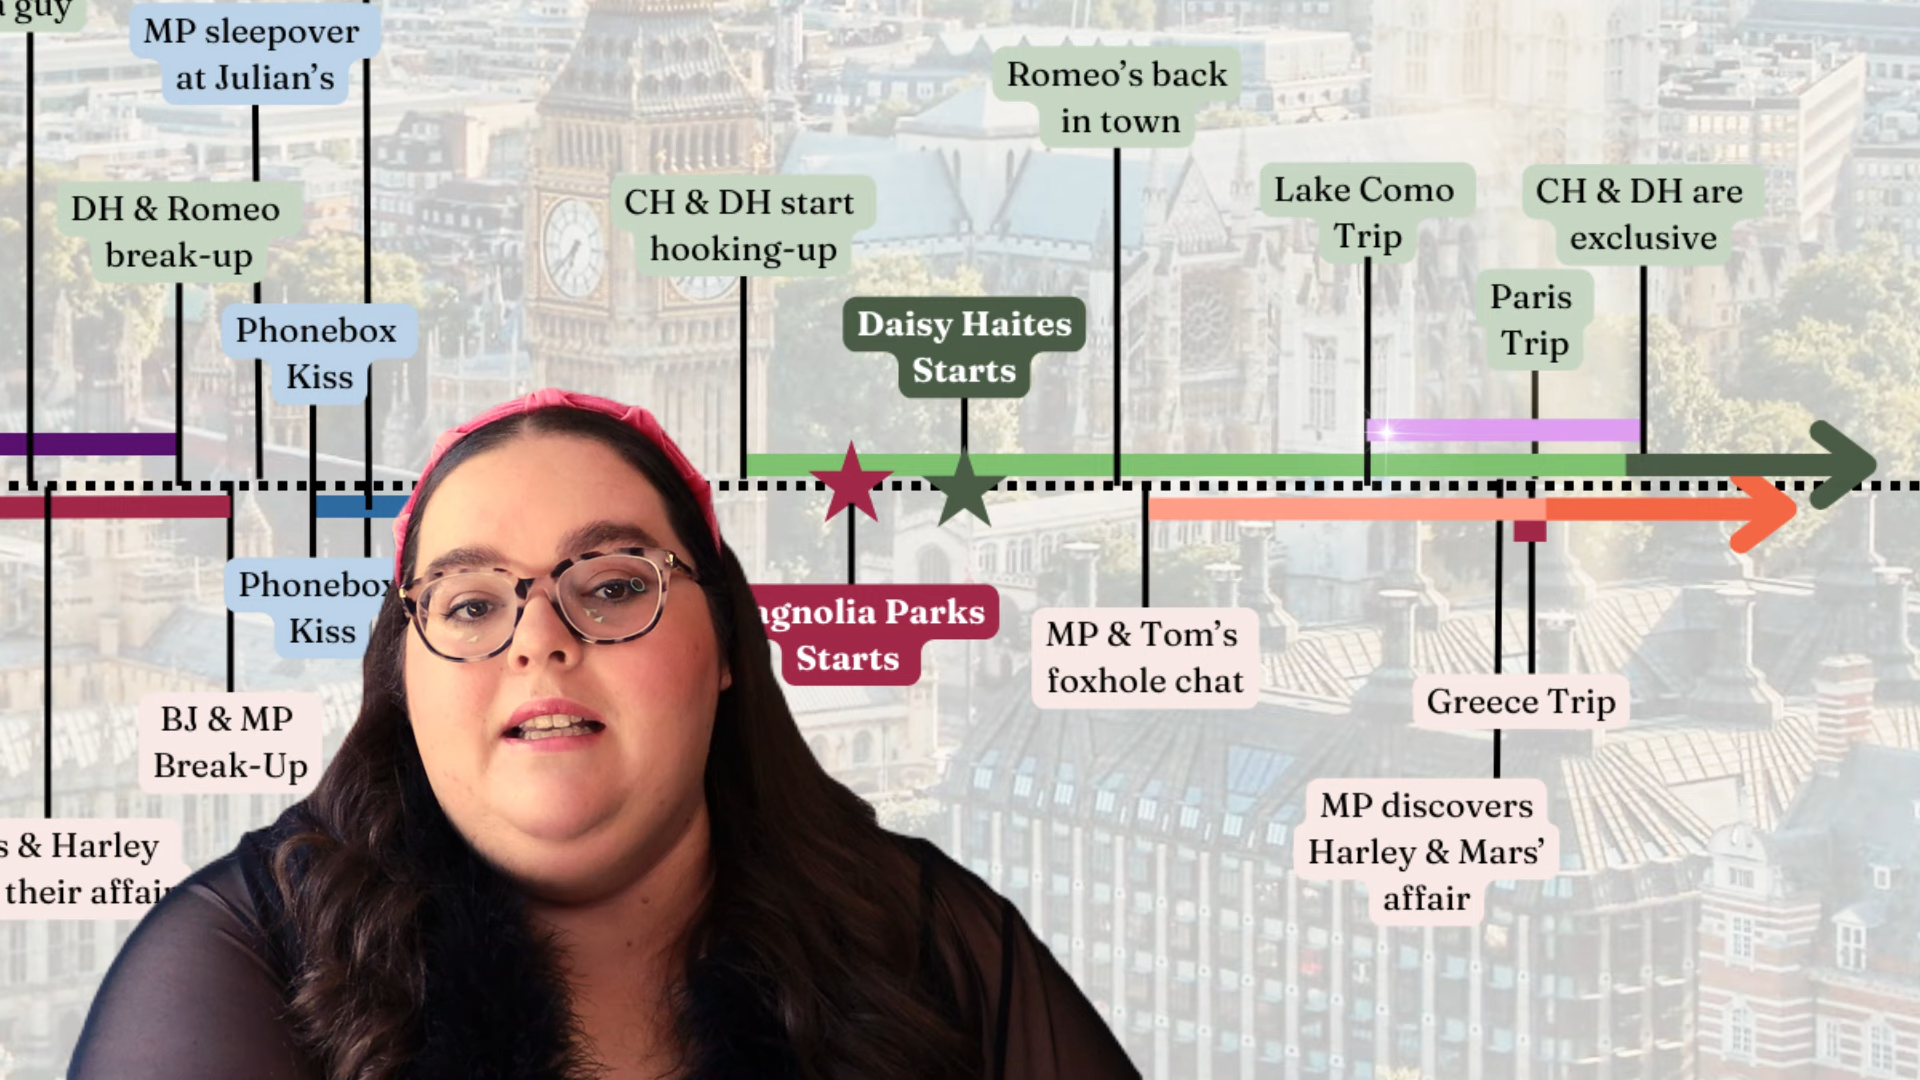 guy
MP sleepover
at Julian’s
DH & Romeo
break-up
Phonebox
Kiss
CH & DH start
hooking-up
Daisy Haites
Starts
Romeo’s back
in town
Lake Como
Trip
CH & DH are
exclusive
Paris
Trip
Phonebox
Kiss
BJ & MP
Break-Up
& Harley
their affair
agnolia Parks
Starts
MP & Tom’s
foxhole chat
Greece Trip
MP discovers
Harley & Mars’
affair